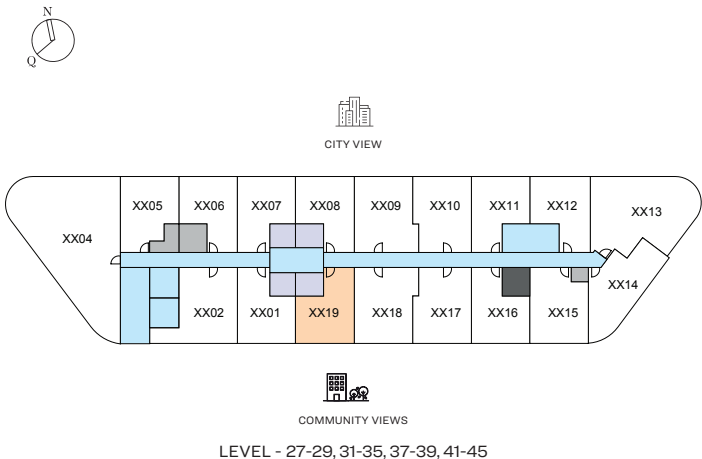 N
Q
CITY VIEW
XX05 XX06 XX07 XX08 XX09 XX10 XX11 XX12
XX04 XX13
XX14
XX02 XX01 XX19 XX18 XX17 XX16 XX15
COMMUNITY VIEWS
LEVEL - 27-29, 31-35, 37-39, 41-45